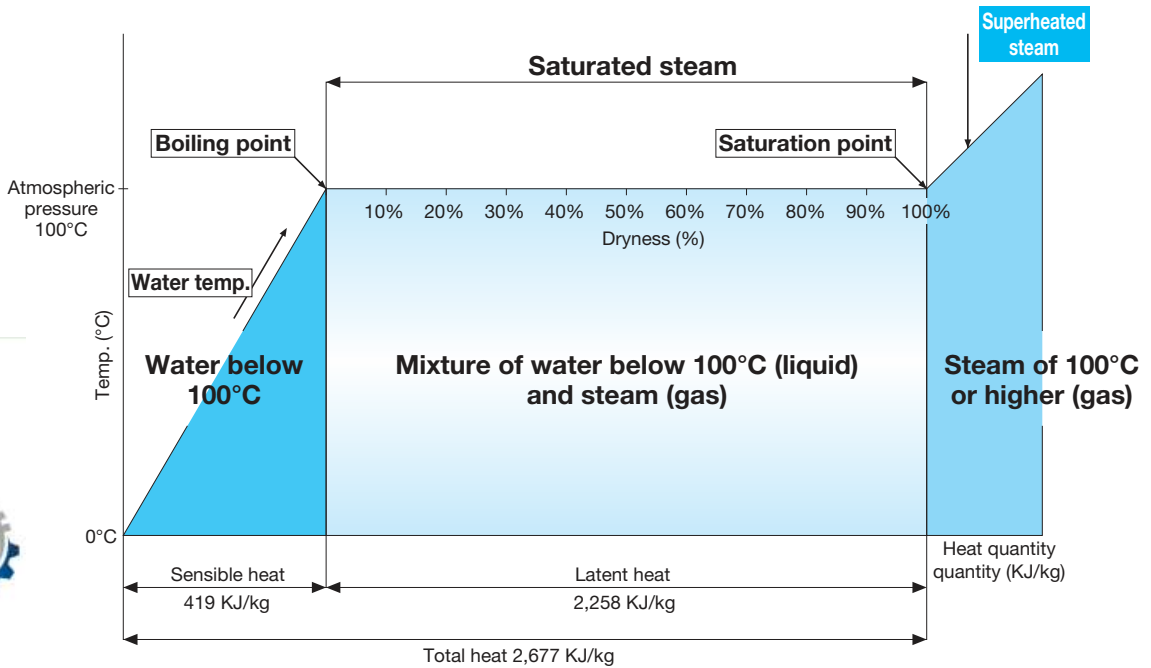 Superheated
steam
Saturated steam
Boiling point
Saturation point
Atmospheric
pressure
100°C
10% 20% 30% 40% 50% 60% 70% 80% 90% 100%
Dryness (%)
Water temp.
Temp. (°C)
Water below
100°C
Mixture of water below 100°C (liquid)
and steam (gas)
Steam of 100°C
or higher (gas)
0°C
Heat quantity
quantity (KJ/kg)
Sensible heat
419 KJ/kg
Latent heat
2,258 KJ/kg
Total heat 2,677 KJ/kg